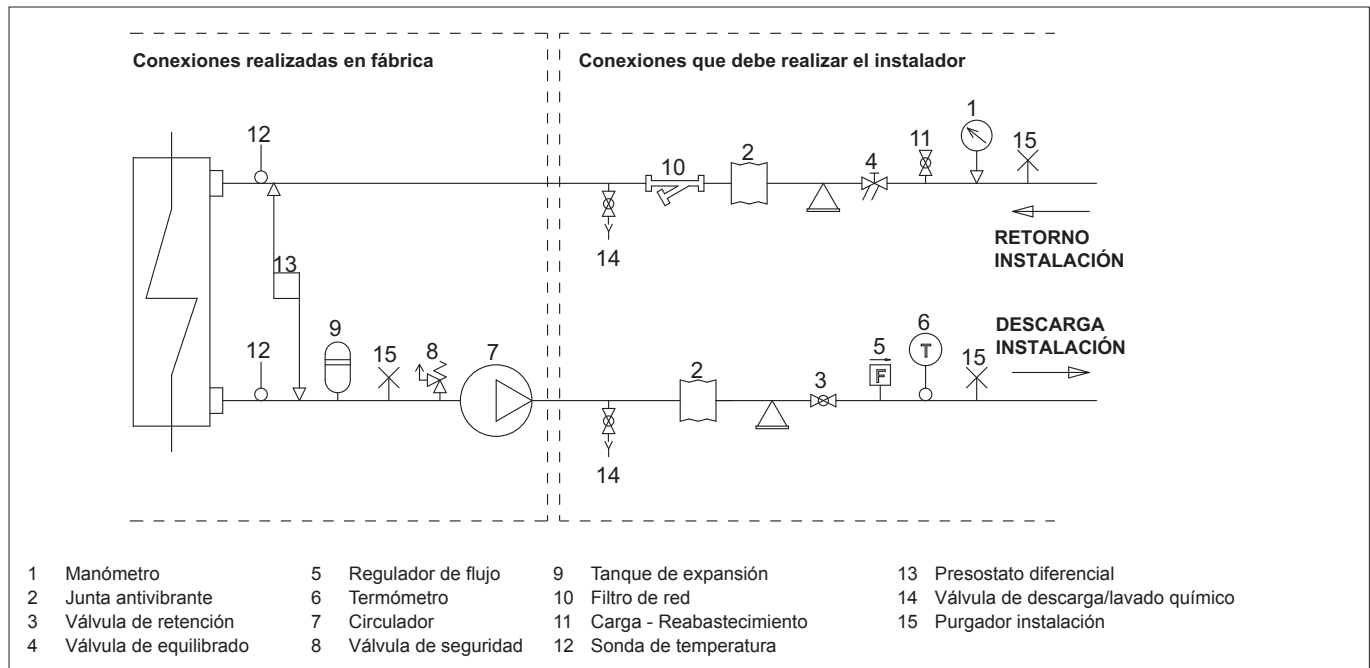 Conexiones realizadas en fábrica
Conexiones que debe realizar el instalador
12
10
2
4
11
1
15
14
RETORNO
INSTALACIÓN
13
12
9
15
8
7
2
3
5
6
15
F
T
14
DESCARGA
INSTALACIÓN
1 Manómetro
2 Junta antivibrante
3 Válvula de retención
4 Válvula de equilibrado
5 Regulador de flujo
6 Termómetro
7 Circulador
8 Válvula de seguridad
9 Tanque de expansión
10 Filtro de red
11 Carga - Reabastecimiento
12 Sonda de temperatura
13 Presostato diferencial
14 Válvula de descarga/lavado químico
15 Purgador instalación